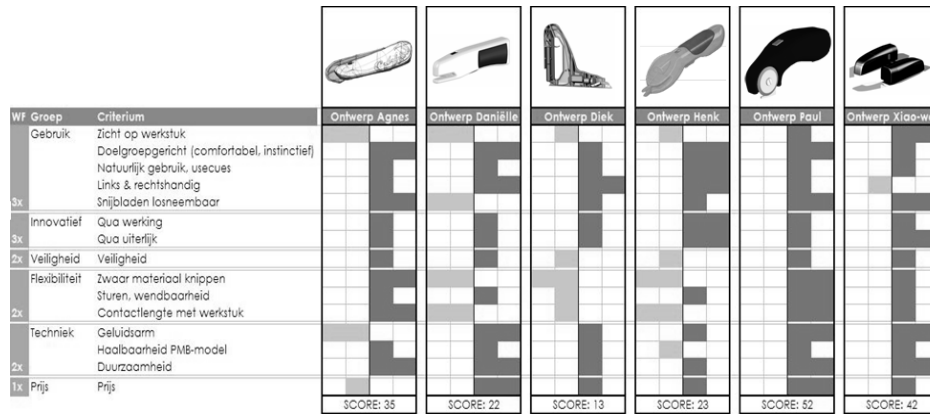 WF Groep Criterium Ontwerp Agnes Ontwerp Daniëlle Ontwerp Diek Ontwerp Henk Ontwerp Paul Ontwerp Xiao-we
Gebruik Zicht op werkstuk
Doelgroepgericht (comfortabel, instinctief)
Natuurlijk gebruik, usecues
Links & rechtshandig
3x Snijbladen losneembaar
Innovatief Qua werking
3x Qua uiterlijk
2x Veiligheid Veiligheid
Flexibiliteit Zwaar materiaal knippen
Sturen, wendbaarheid
2x Contactlengte met werkstuk
Techniek Geluidsarm
Haalbaarheid PMB-model
2x Duurzaamheid
1x Prijs Prijs
SCORE: 35 SCORE: 22 SCORE: 13 SCORE: 23 SCORE: 52 SCORE: 42